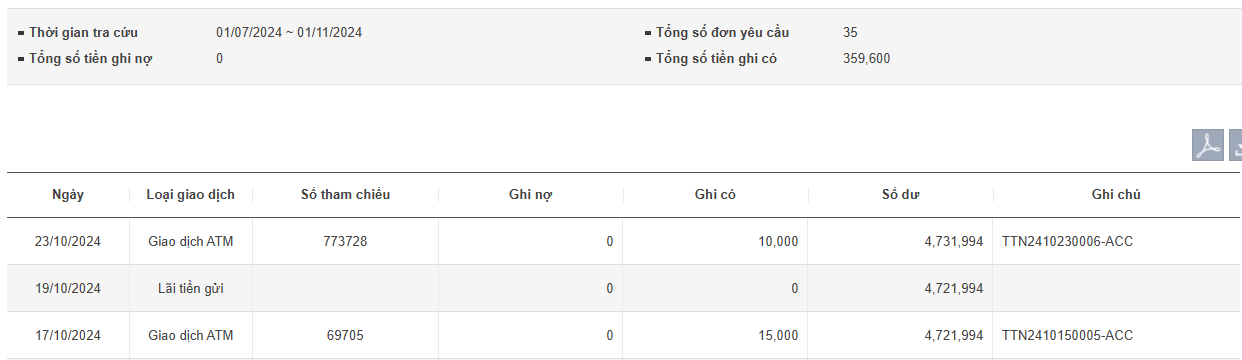 Thời gian tra cứu 01/07/2024 ~ 01/11/2024 Tổng số đơn yêu cầu 35
Tổng số tiền ghi nợ 0 Tổng số tiền ghi có 359,600
Ngày Loại giao dịch Số tham chiếu Ghi nợ Ghi có Số dư Ghi chú
23/10/2024 Giao dịch ATM 773728 0 10,000 4,731,994 TTN2410230006-ACC
19/10/2024 Lãi tiền gửi 0 0 4,721,994
17/10/2024 Giao dịch ATM 69705 0 15,000 4,721,994 TTN2410150005-ACC